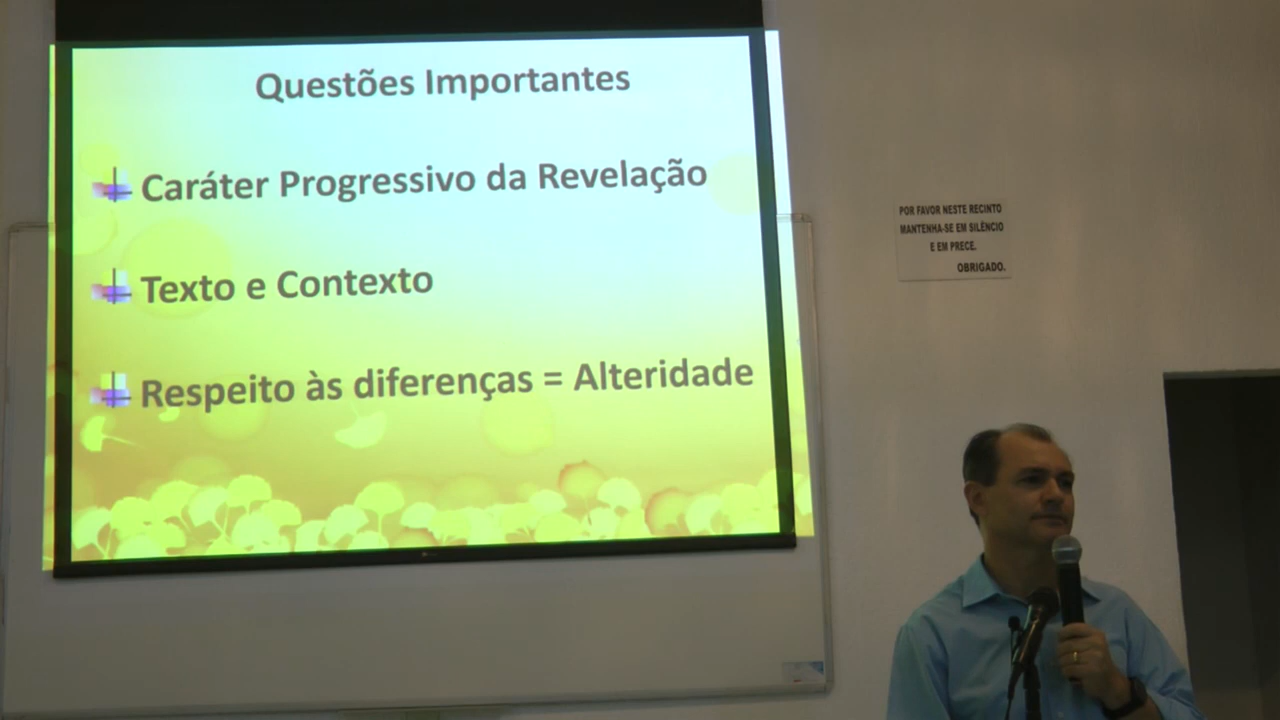 Questões Importantes
Caráter Progressivo da Revelação
Texto e Contexto
Respeito às diferenças = Alteridade
POR FAVOR NESTE RECINTO
MANTENHA-SE EM SILÊNCIO
E EM PRECE.
OBRIGADO.